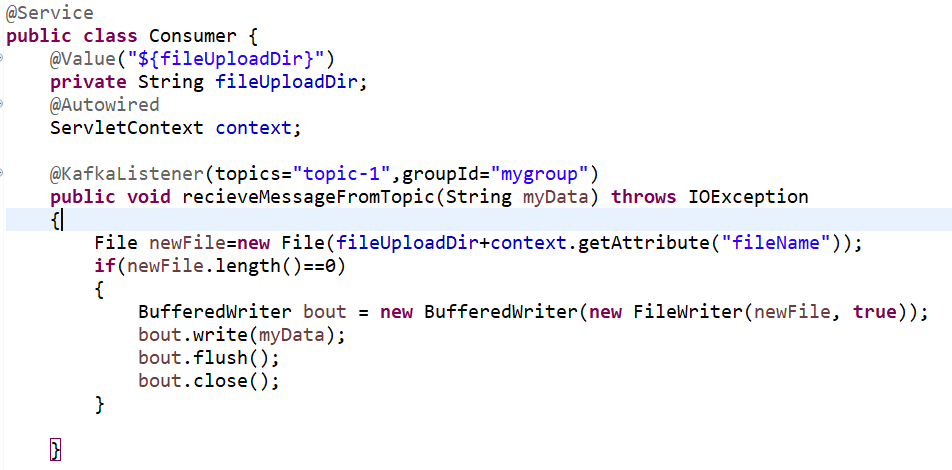 @Service
public class Consumer {
@Value("${fileUploadDir}")
private String fileUploadDir;
@Autowired
ServletContext context;
@KafkaListener(topics="topic-1",groupId="mygroup")
public void recieveMessageFromTopic(String myData) throws IOException
{
File newFile=new File(fileUploadDir+context.getAttribute("fileName"));
if(newFile.length()==0)
{
BufferedWriter bout = new BufferedWriter(new FileWriter(newFile, true));
bout.write(myData);
bout.flush();
bout.close();
}
}